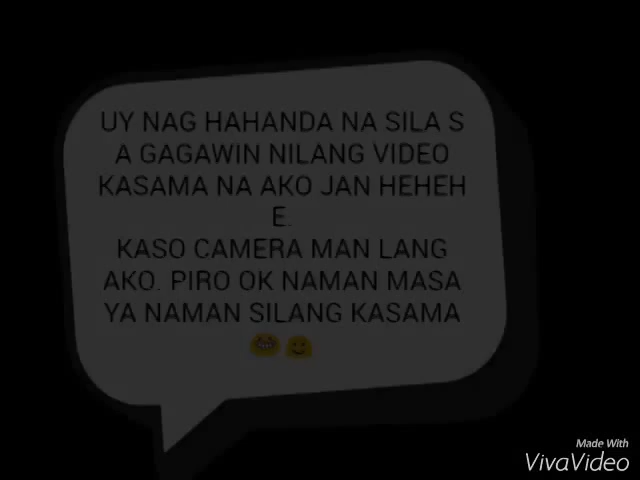 UY NAG HAHANDA NA SILA S
A GAGAWIN NILANG VIDEO
KASAMA NA AKO JAN HEHEH
E.
KASO CAMERA MAN LANG
AKO. PIRO OK NAMAN MASA
YA NAMAN SILANG KASAMA
😁☺
Made With
VivaVideo